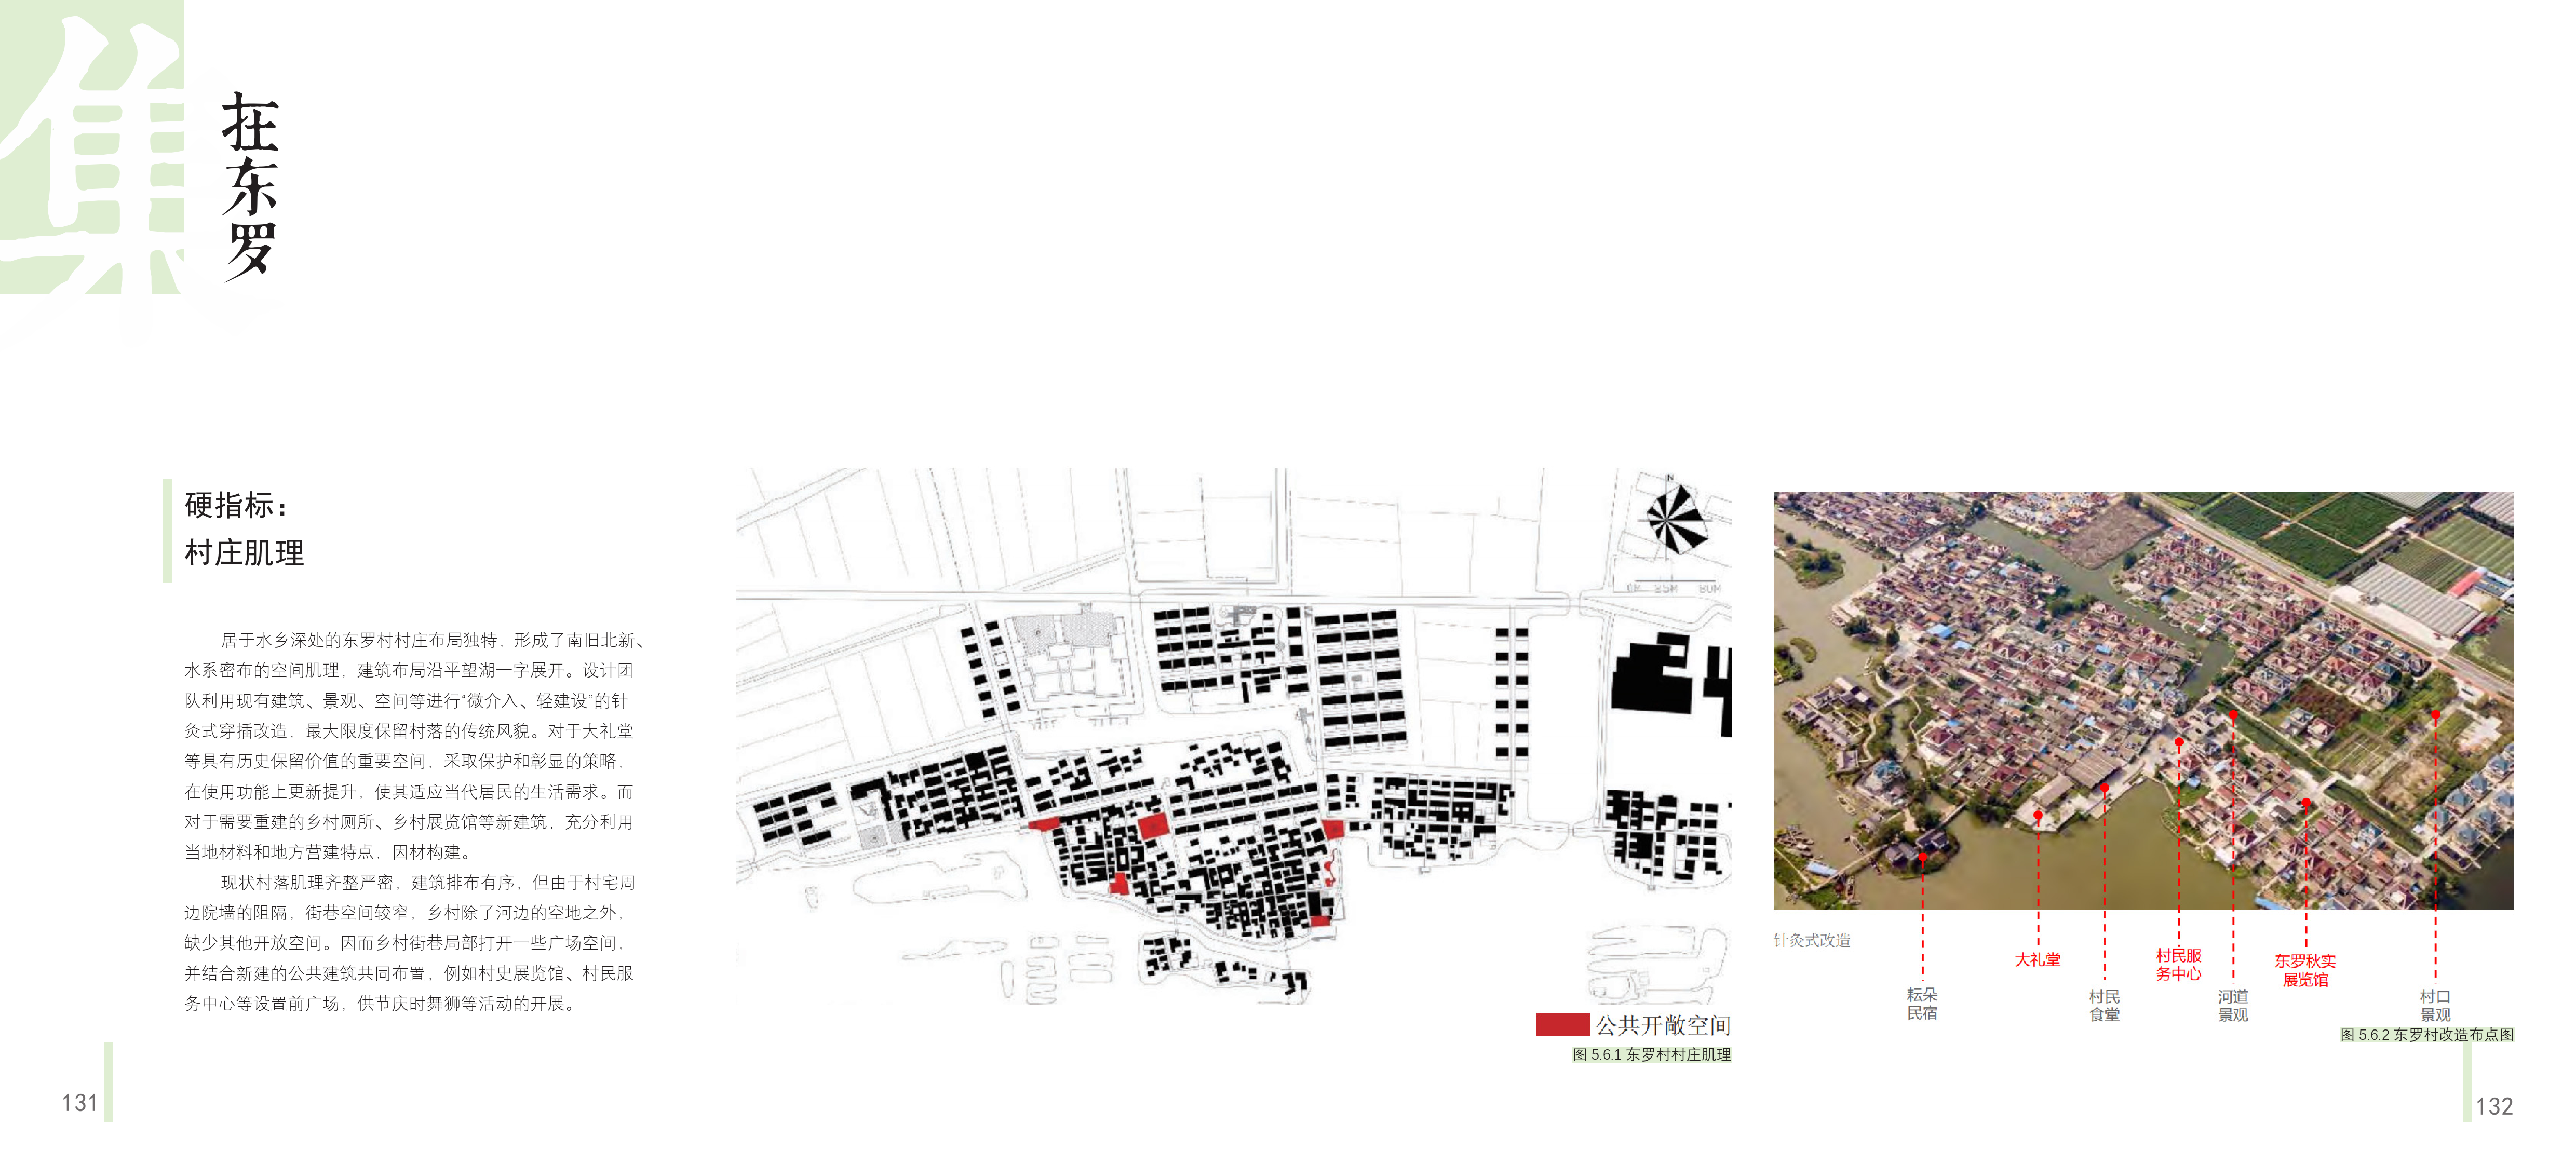 集
在东罗
硬指标：
村庄肌理
居于水乡深处的东罗村村庄布局独特，形成了南旧北新、
水系密布的空间肌理，建筑布局沿平望湖一字展开。设计团
队利用现有建筑、景观、空间等进行“微介入、轻建设”的针
灸式穿插改造，最大限度保留村落的传统风貌。对于大礼堂
等具有历史保留价值的重要空间，采取保护和彰显的策略，
在使用功能上更新提升，使其适应当代居民的生活需求。而
对于需要重建的乡村厕所、乡村展览馆等新建筑，充分利用
当地材料和地方营建特点，因材构建。
现状村落肌理齐整严密，建筑排布有序，但由于村宅周
边院墙的阻隔，街巷空间较窄，乡村除了河边的空地之外，
缺少其他开放空间。因而乡村街巷局部打开一些广场空间，
并结合新建的公共建筑共同布置，例如村史展览馆、村民服
务中心等设置前广场，供节庆时舞狮等活动的开展。
131
N
0M 25M 50M
公共开敞空间
图 5.6.1 东罗村村庄肌理
针灸式改造
耘朵
民宿
大礼堂
村民
食堂
村民服
务中心
河道
景观
东罗秋实
展览馆
村口
景观
图 5.6.2 东罗村改造布点图
132